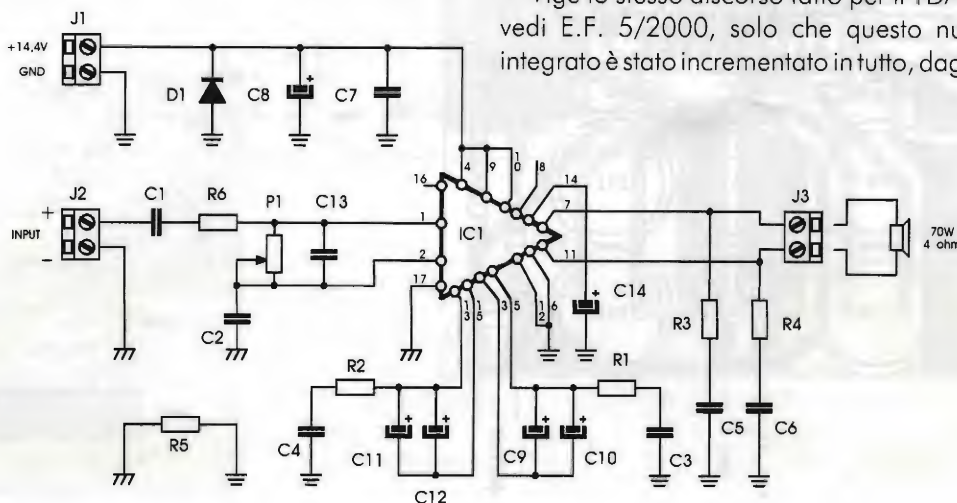 Vige lo stesso discorso fatto per il TDA
vedi E.F. 5/2000, solo che questo nu
integrato è stato incrementato in tutto, dag
J1
+14,4V
GND
D1
C8
+
C7
J2
+
INPUT
-
C1
R6
P1
C13
C2
16
1
2
17
IC1
4
9
10
8
14
7
11
13
15
3
5
12
6
C14
+
J3
70W
4 ohm
R3
R4
C5
C6
R2
C4
C11
+
+
C12
R1
C9
+
+
C10
C3
R5